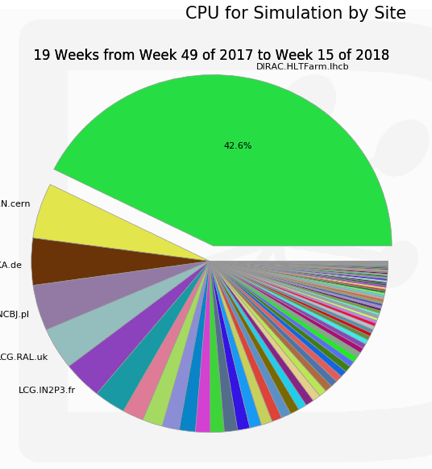 CPU for Simulation by Site
19 Weeks from Week 49 of 2017 to Week 15 of 2018
DIRAC.HLTFarm.lhcb
42.6%
N.cern
KA.de
NCBJ.pl
LCG.RAL.uk
LCG.IN2P3.fr